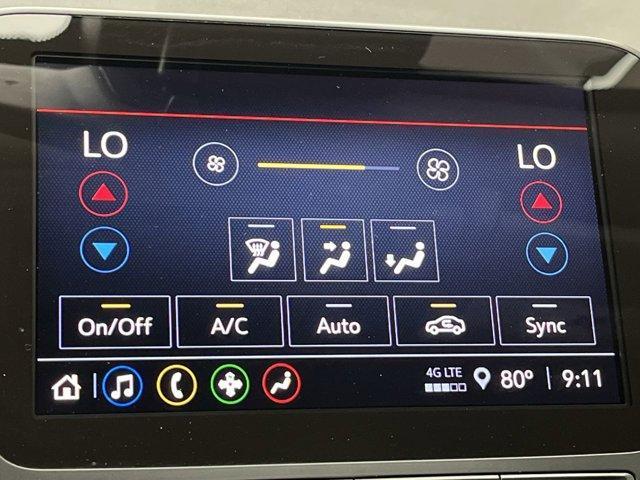 LO
LO
On/Off
A/C
Auto
Sync
4G LTE
80°
9:11